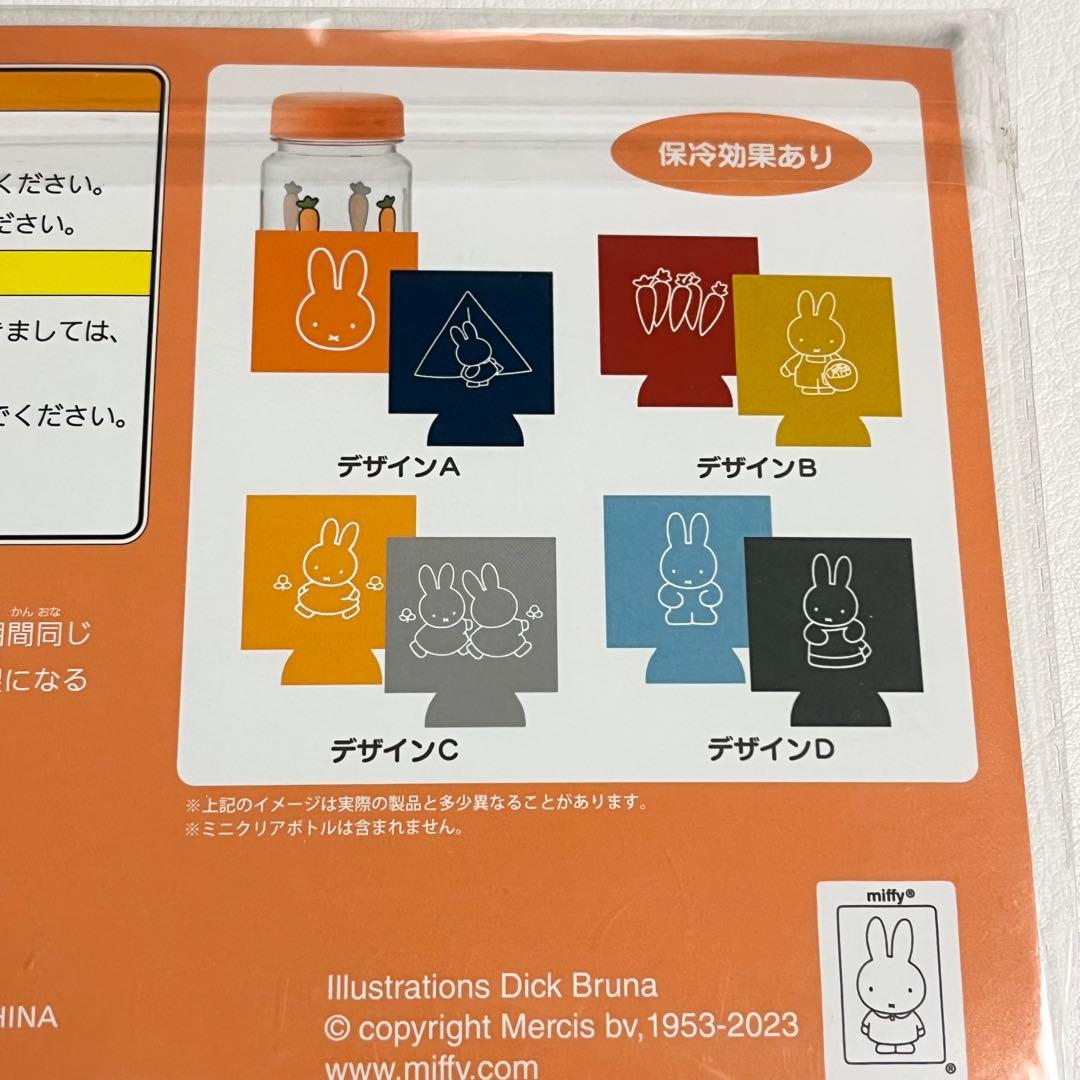 ください。
ださい。
きましては、
でください。
かん おな
間同じ
になる
HINA
保冷効果あり
デザインA
デザインB
デザインC
デザインD
※上記のイメージは実際の製品と多少異なることがあります。
※ミニクリアボトルは含まれません。
miffy®
®
Illustrations Dick Bruna
© copyright Mercis bv,1953-2023
www.miffy.com